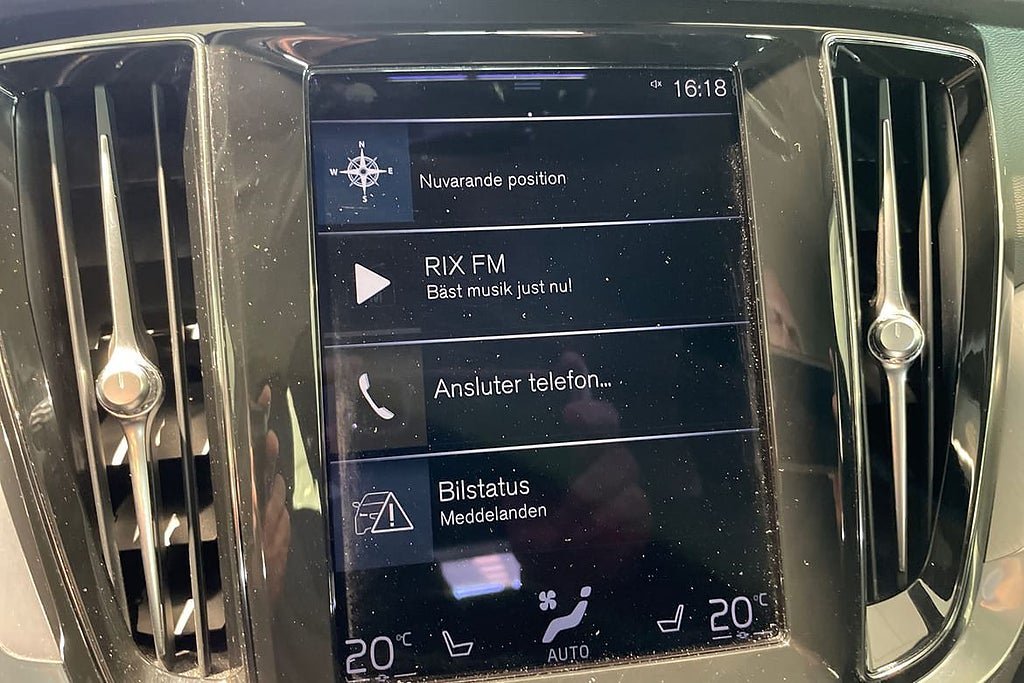 16:18
N
W E
S
Nuvarande position
RIX FM
Bäst musik just nu!
Ansluter telefon...
Bilstatus
Meddelanden
20°C
AUTO
20°C